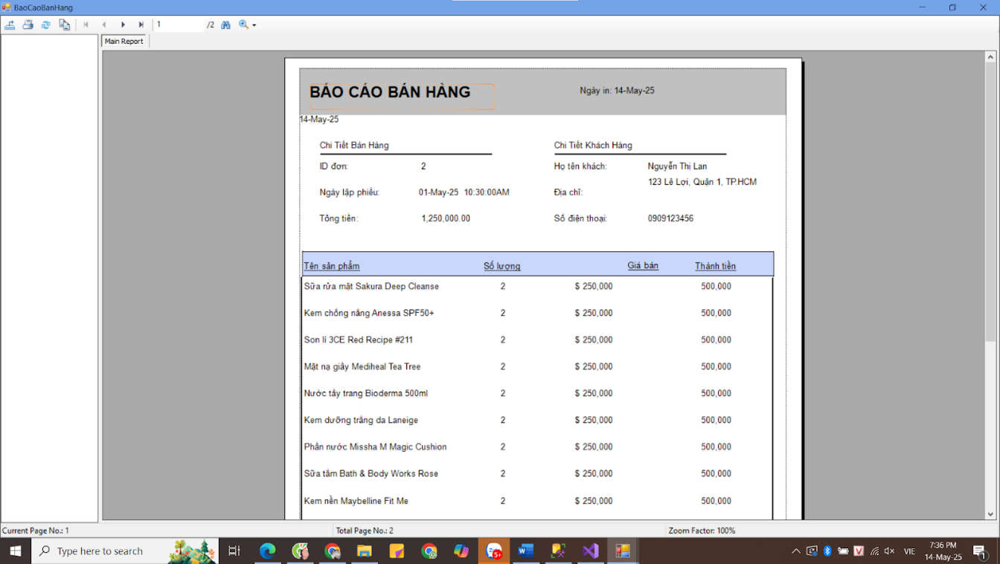 BaoCaoBanHang
1 /2
Main Report
BÁO CÁO BÁN HÀNG
Ngày in: 14-May-25
14-May-25
Chi Tiết Bán Hàng
Chi Tiết Khách Hàng
ID đơn: 2
Họ tên khách: Nguyễn Thị Lan
123 Lê Lợi, Quận 1, TP.HCM
Ngày lập phiếu: 01-May-25 10:30:00AM
Địa chỉ:
Tổng tiền: 1,250,000.00
Số điện thoại: 0909123456
Tên sản phẩm Số lượng Giá bán Thành tiền
Sữa rửa mặt Sakura Deep Cleanse 2 $ 250,000 500,000
Kem chống nắng Anessa SPF50+ 2 $ 250,000 500,000
Son lì 3CE Red Recipe #211 2 $ 250,000 500,000
Mặt nạ giấy Mediheal Tea Tree 2 $ 250,000 500,000
Nước tẩy trang Bioderma 500ml 2 $ 250,000 500,000
Kem dưỡng trắng da Laneige 2 $ 250,000 500,000
Phấn nước Missha M Magic Cushion 2 $ 250,000 500,000
Sữa tắm Bath & Body Works Rose 2 $ 250,000 500,000
Kem nền Maybelline Fit Me 2 $ 250,000 500,000
Current Page No.: 1
Total Page No.: 2
Zoom Factor: 100%
Type here to search
5+
VIE
7:36 PM
14-May-25
1